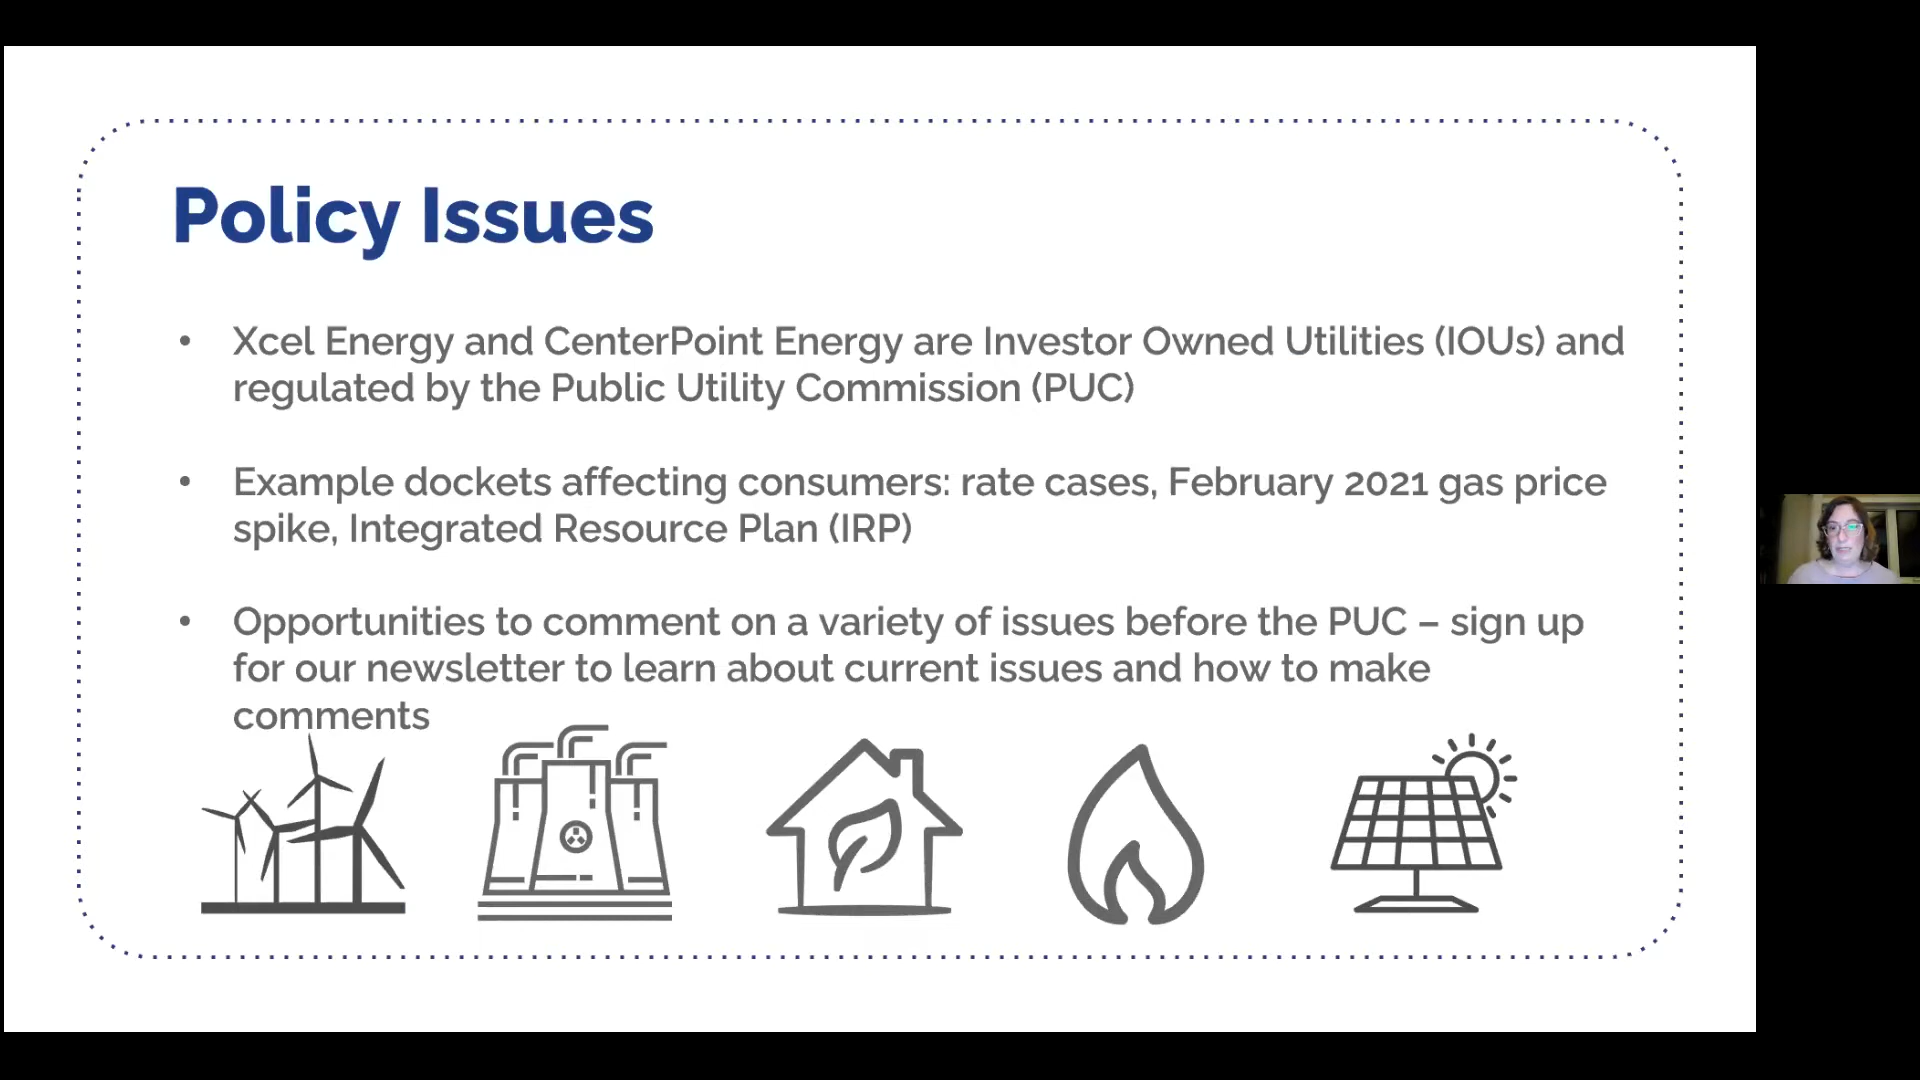 Policy Issues
• Xcel Energy and CenterPoint Energy are Investor Owned Utilities (IOUs) and
regulated by the Public Utility Commission (PUC)
• Example dockets affecting consumers: rate cases, February 2021 gas price
spike, Integrated Resource Plan (IRP)
• Opportunities to comment on a variety of issues before the PUC – sign up
for our newsletter to learn about current issues and how to make
comments